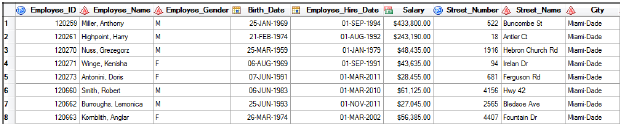 Employee_ID Employee_Name Employee_Gender Birth_Date Employee_Hire_Date Salary Street_Number Street_Name City
1 120259 Miller, Anthony M 25-JAN-1969 01-SEP-1994 $433,800.00 522 Buncombe St Miami-Dade
2 120261 Highpoint, Harry M 21-FEB-1974 01-AUG-1992 $243,190.00 18 Antler Ct Miami-Dade
3 120270 Nuss, Grezegorz M 25-MAR-1959 01-JAN-1979 $48,435.00 1916 Hebron Church Rd Miami-Dade
4 120271 Winge, Kenisha F 06-AUG-1969 01-SEP-1991 $43,635.00 94 Irelan Dr Miami-Dade
5 120273 Antonini, Doris F 07-JUN-1991 01-MAR-2011 $28,455.00 681 Ferguson Rd Miami-Dade
6 120660 Smith, Robert M 06-JUN-1983 01-MAR-2010 $61,125.00 4156 Hwy 42 Miami-Dade
7 120662 Burroughs, Lemonica M 25-JUN-1993 01-NOV-2011 $27,045.00 2565 Bledsoe Ave Miami-Dade
8 120663 Kornblith, Anglar F 26-MAR-1974 01-MAR-2002 $56,385.00 4407 Fountain Dr Miami-Dade